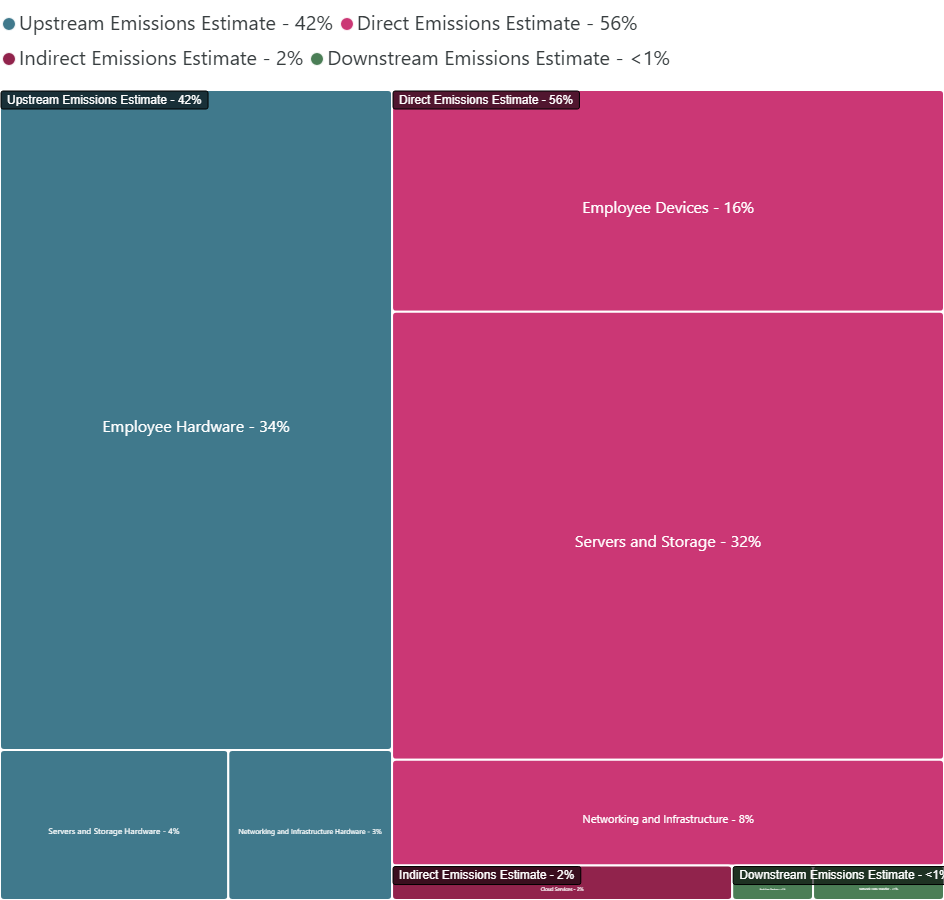 Upstream Emissions Estimate - 42% Direct Emissions Estimate - 56%
Indirect Emissions Estimate - 2% Downstream Emissions Estimate - <1%
Upstream Emissions Estimate - 42%
Direct Emissions Estimate - 56%
Employee Devices - 16%
Employee Hardware - 34%
Servers and Storage - 32%
Networking and Infrastructure - 8%
Servers and Storage Hardware - 4%
Networking and Infrastructure Hardware - 3%
Indirect Emissions Estimate - 2%
Downstream Emissions Estimate - <1%
Cloud Services - 2%